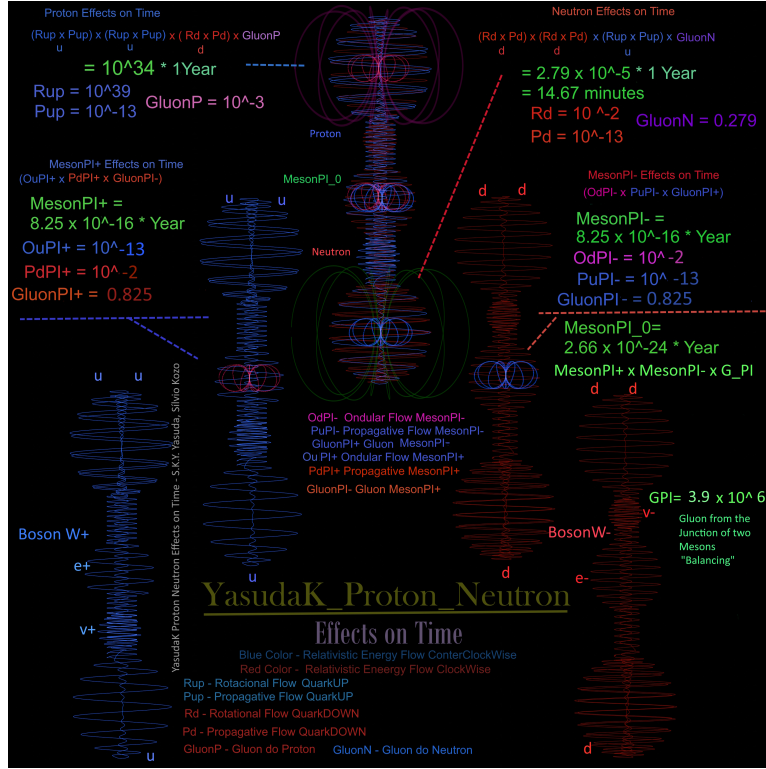 Proton Effects on Time
(Rup x Pup) x (Rup x Pup) x ( Rd x Pd) x GluonP
u u d
= 10^34 * 1Year
Rup = 10^39
Pup = 10^-13
GluonP = 10^-3
Proton
Neutron Effects on Time
(Rd x Pd) x (Rd x Pd) x (Rup x Pup) x GluonN
d d u
= 2.79 x 10^-5 * 1 Year
= 14.67 minutes
Rd = 10 ^-2
Pd = 10^-13
GluonN = 0.279
MesonPI+ Effects on Time
(OuPI+ x PdPI+ x GluonPI-)
MesonPI+ =
8.25 x 10^-16 * Year
OuPI+ = 10^-13
PdPI+ = 10^ -2
GluonPI+ = 0.825
u u
MesonPI_0
Neutron
d d
MesonPI- Effects on Time
(OdPI- x PuPI- x GluonPI+)
MesonPI- =
8.25 x 10^-16 * Year
OdPI- = 10^ -2
PuPI- = 10^ -13
GluonPI- = 0.825
MesonPI_0=
2.66 x 10^-24 * Year
MesonPI+ x MesonPI- x G_PI
u u
d d
OdPI- Ondular Flow MesonPI-
PuPI- Propagative Flow MesonPI-
GluonPI+ Gluon MesonPI-
Ou PI+ Ondular Flow MesonPI+
PdPI+ Propagative MesonPI+
GluonPI- Gluon MesonPI+
GPI= 3.9 x 10^ 6
v-
Gluon from the
Junction of two
Mesons
"Balancing"
Boson W+
e+
v+
u
BosonW-
e-
d
u
d
YasudaK Proton Neutron Effects on Time - S.K.Y. Yasuda, Silvio Kozo
YasudaK_Proton_Neutron
Effects on Time
Blue Color - Relativistic Energy Flow ConterClockWise
Red Color - Relativistic Eneergy Flow ClockWise
Rup - Rotacional Flow QuarkUP
Pup - Propagative Flow QuarkUP
Rd - Rotational Flow QuarkDOWN
Pd - Propagative Flow QuarkDOWN
GluonP - Gluon do Proton
GluonN - Gluon do Neutron